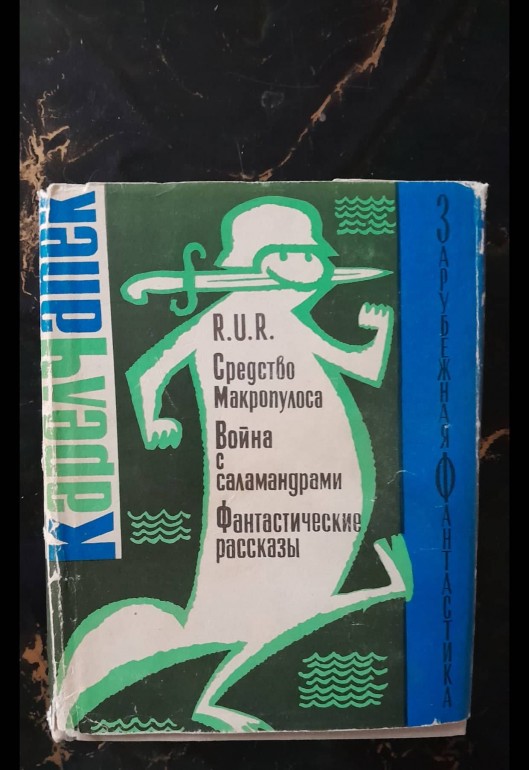 Карел Чапек
R.U.R.
Средство
Макропулоса
Война
с
саламандрами
Фантастические
рассказы
Зарубежная Фантастика